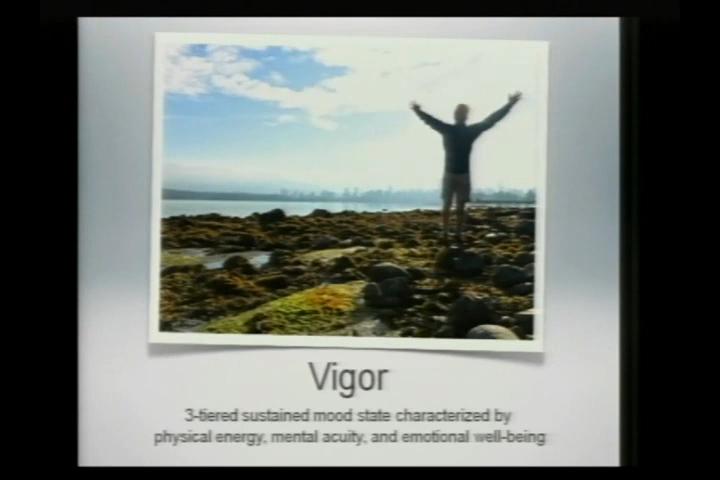 Vigor
3-tiered sustained mood state characterized by
physical energy, mental acuity, and emotional well-being